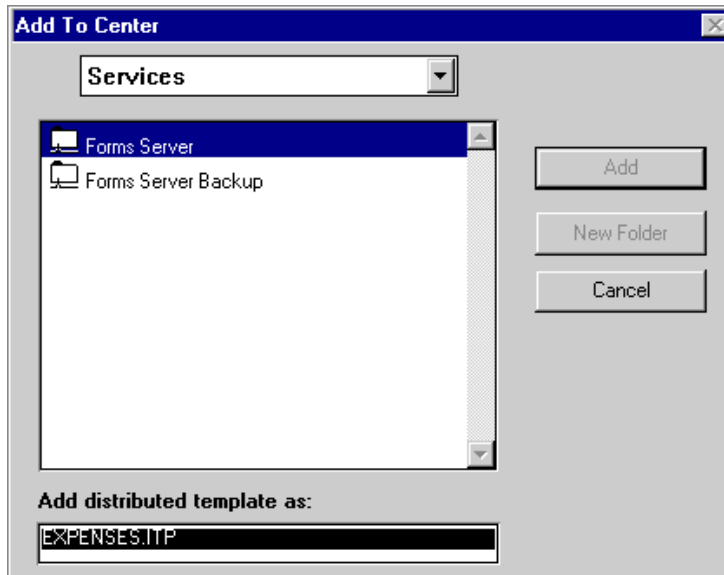 Add To Center
Services
Forms Server
Forms Server Backup
Add
New Folder
Cancel
Add distributed template as:
EXPENSES.ITP